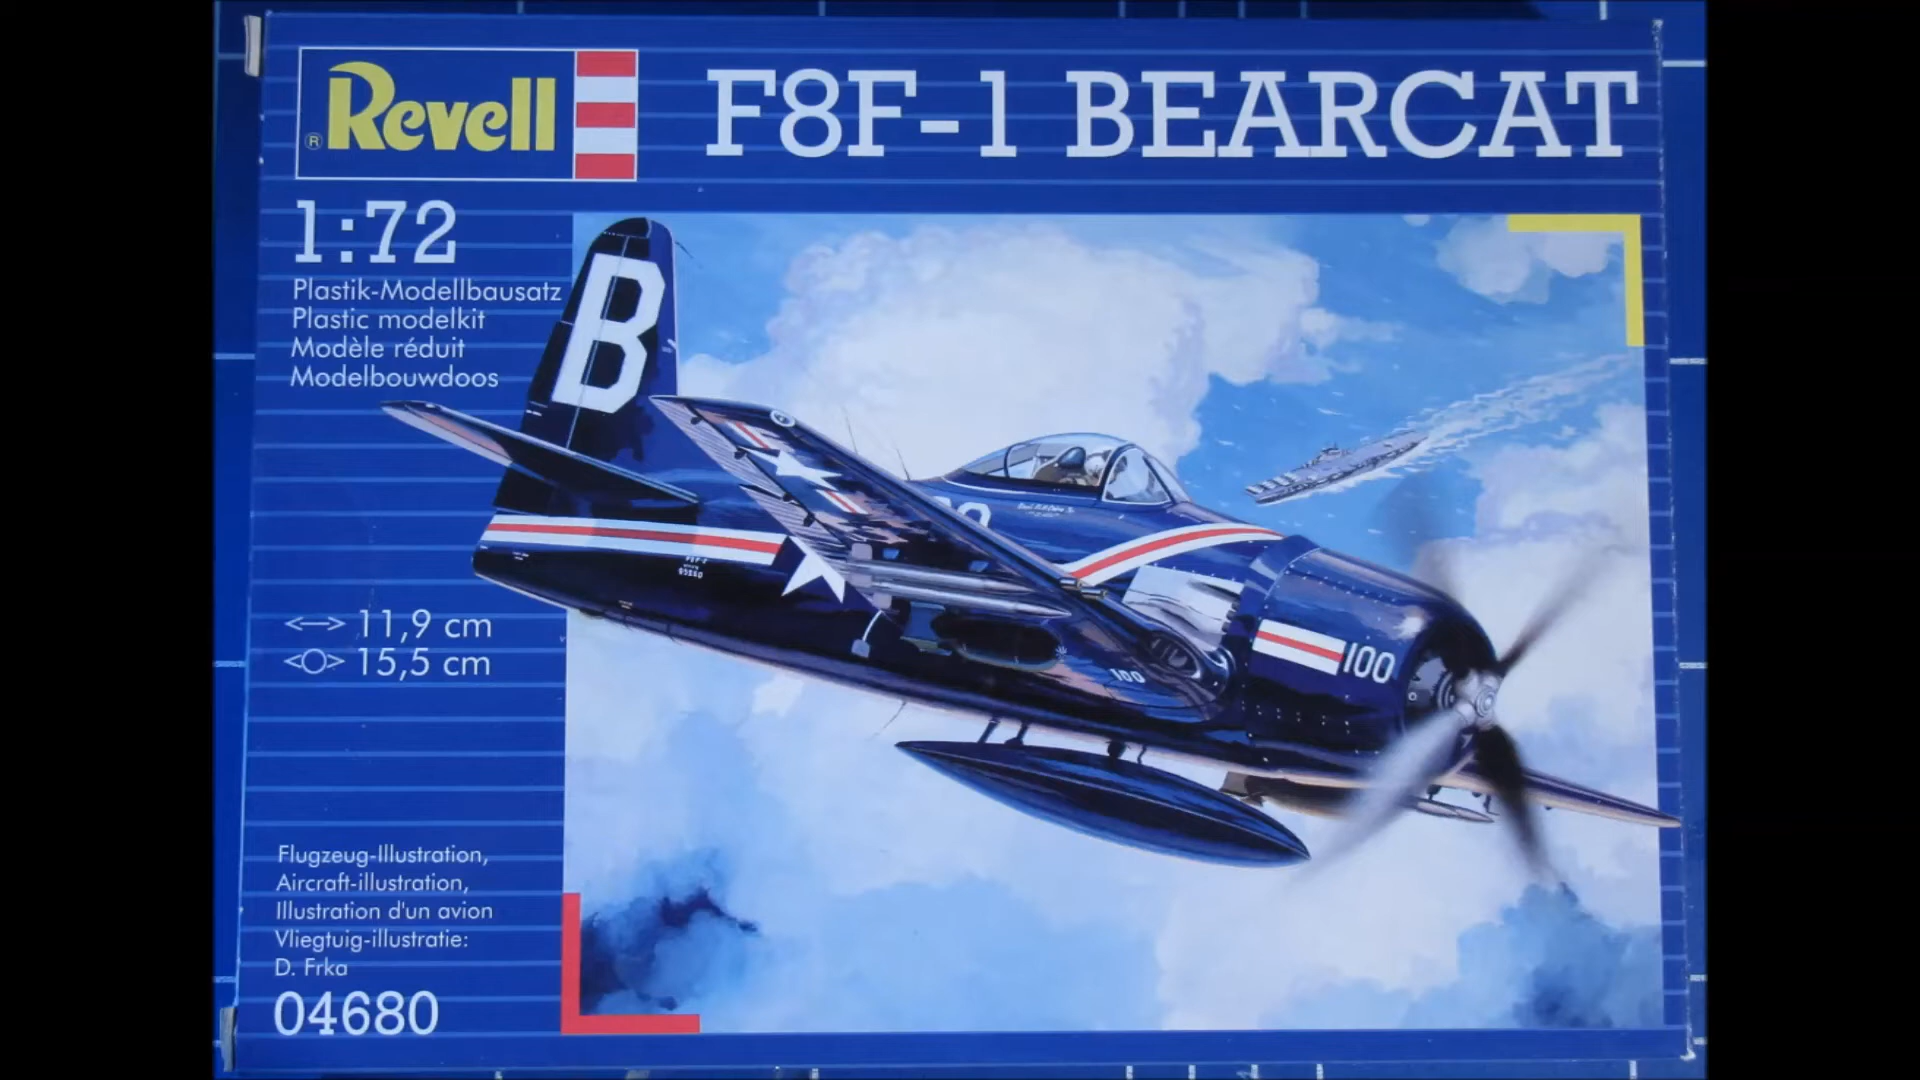 ® Revell
F8F-1 BEARCAT
1:72
Plastik-Modellbausatz
Plastic modelkit
Modèle réduit
Modelbouwdoos
B
100
100
11,9 cm
15,5 cm
Flugzeug-Illustration,
Aircraft-illustration,
Illustration d'un avion
Vliegtuig-illustratie:
D. Frka
04680